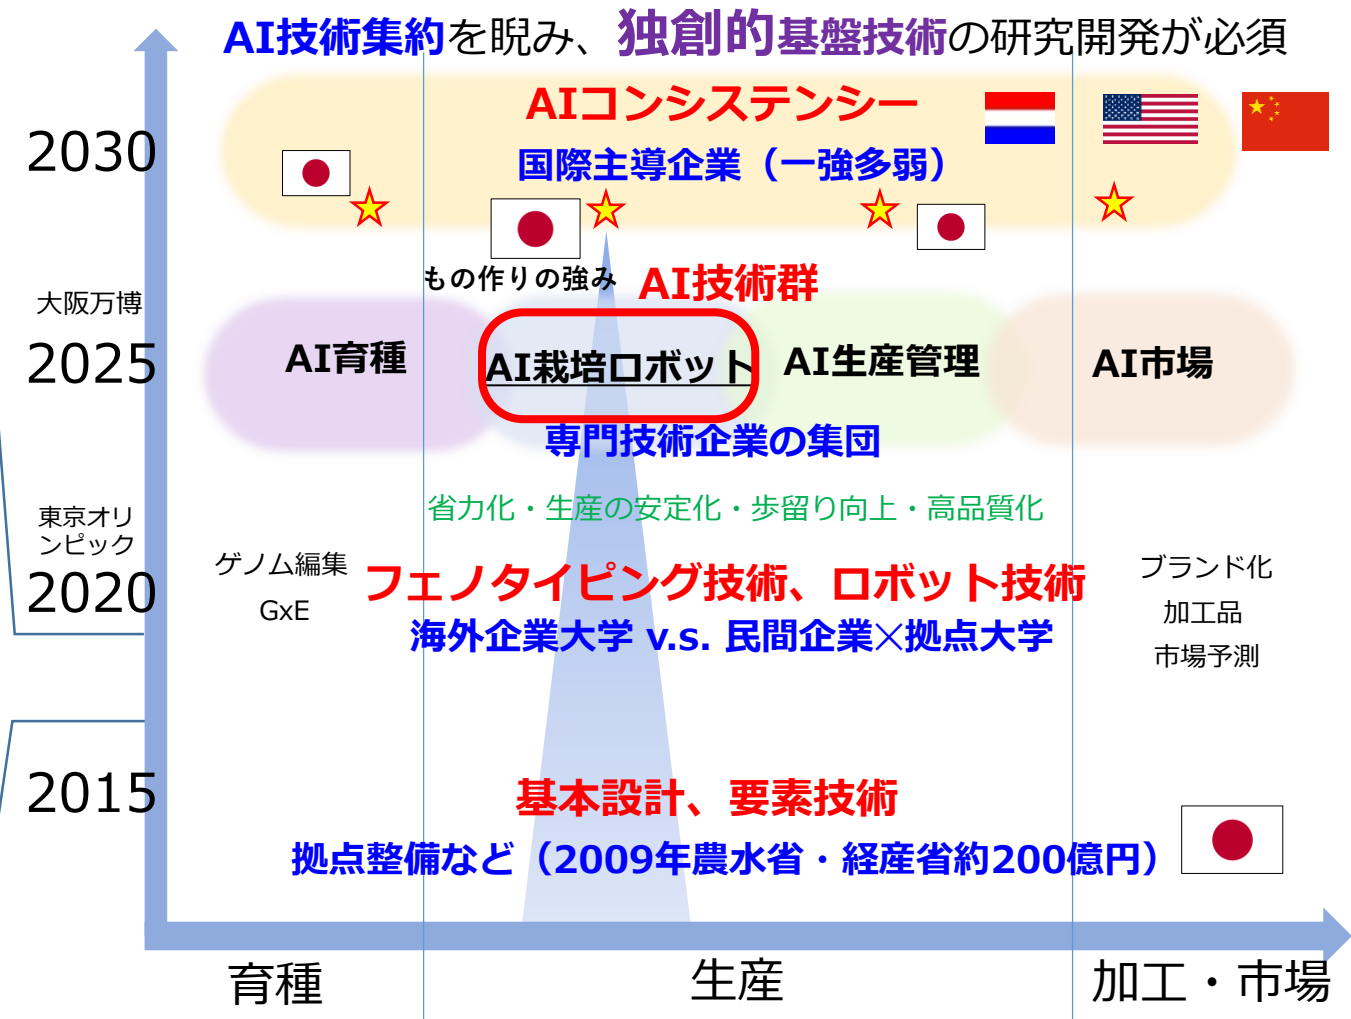 AI技術集約を睨み、独創的基盤技術の研究開発が必須
AIコンシステンシー
2030
国際主導企業（一強多弱）
もの作りの強み
AI技術群
大阪万博
2025
AI育種
AI栽培ロボット
AI生産管理
AI市場
専門技術企業の集団
省力化・生産の安定化・歩留り向上・高品質化
東京オリ
ンピック
2020
ゲノム編集
GxE
フェノタイピング技術、ロボット技術
海外企業大学 v.s. 民間企業×拠点大学
ブランド化
加工品
市場予測
2015
基本設計、要素技術
拠点整備など（2009年農水省・経産省約200億円）
育種
生産
加工・市場